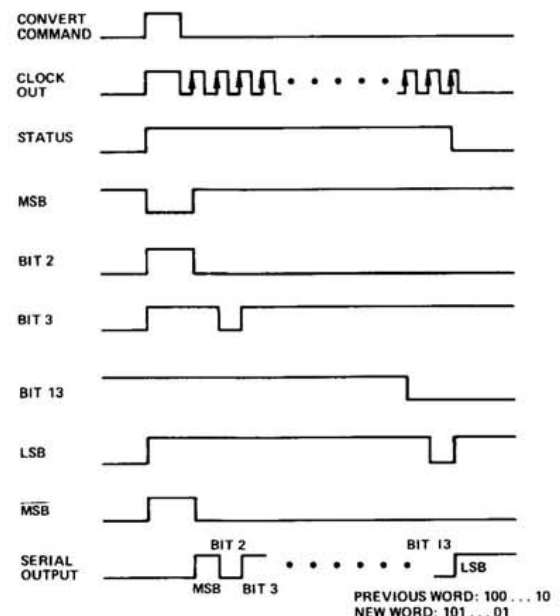 CONVERT
COMMAND
CLOCK
OUT
STATUS
MSB
BIT 2
BIT 3
BIT 13
LSB
MSB
SERIAL
OUTPUT
MSB
BIT 2
BIT 3
BIT 13
LSB
PREVIOUS WORD: 100 . . . 10
NEW WORD: 101 . . . 01